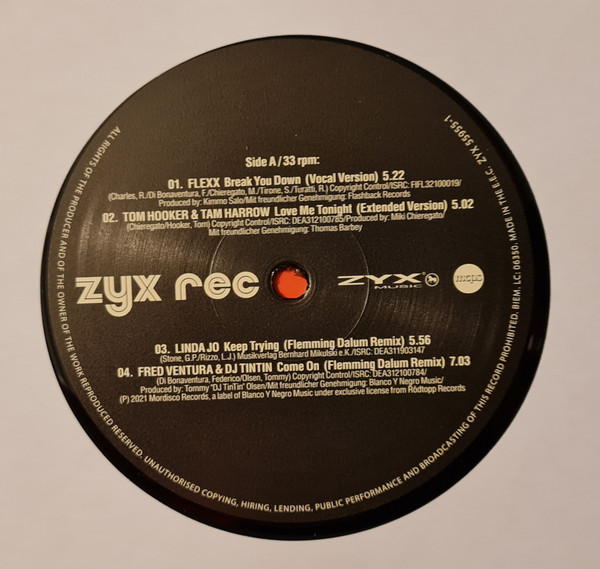 Side A / 33 rpm:
01. FLEXX Break You Down (Vocal Version) 5.22
(Charles, R./Di Bonaventura, F./Chieregato, M./Tirone, S./Turatti, R.) Copyright Control/ISRC: FIFL32100019/
Produced by: Kimmo Salo/Mit freundlicher Genehmigung: Flashback Records
02. TOM HOOKER & TAM HARROW Love Me Tonight (Extended Version) 5.02
(Chieregato/Hooker, Tom) Copyright Control/ISRC: DEA312100785/Produced by: Miki Chieregato/
Mit freundlicher Genehmigung: Thomas Barbey
zyx rec
ZYX
MUSIC
mcps
03. LINDA JO Keep Trying (Flemming Dalum Remix) 5.56
(Stone, G.P./Rizzo, L.J.) Musikverlag Bernhard Mikulski e.K./ISRC: DEA311903147
04. FRED VENTURA & DJ TINTIN Come On (Flemming Dalum Remix) 7.03
(Di Bonaventura, Federico/Olsen, Tommy) Copyright Control/ISRC: DEA312100784/
Produced by: Tommy "DJ TinTin" Olsen/Mit freundlicher Genehmigung: Blanco Y Negro Music/
(P) 2021 Mordisco Records, a label of Blanco Y Negro Music under exclusive license from Rödtopp Records
ALL RIGHTS OF THE PRODUCER AND OF THE OWNER OF THE WORK REPRODUCED RESERVED. UNAUTHORISED COPYING, HIRING, LENDING, PUBLIC PERFORMANCE AND BROADCASTING OF THIS RECORD PROHIBITED. BIEM. LC: 06350. MADE IN THE E.E.C. ZYX 55955-1